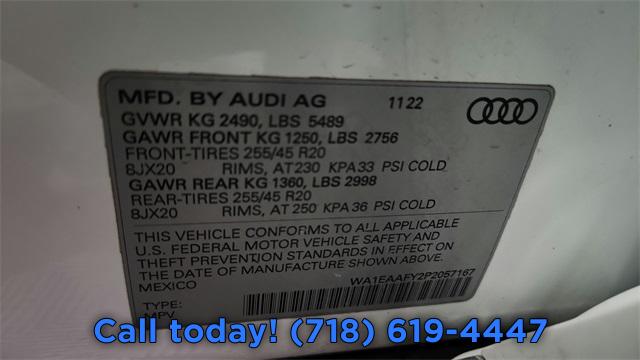 MFD. BY AUDI AG 11 22
GVWR KG 2490, LBS 5489
GAWR FRONT KG 1250, LBS 2756
FRONT-TIRES 255/45 R20
8JX20 RIMS, AT 230 KPA 33 PSI COLD
GAWR REAR KG 1360, LBS 2998
REAR-TIRES 255/45 R20
8JX20 RIMS, AT 250 KPA 36 PSI COLD
THIS VEHICLE CONFORMS TO ALL APPLICABLE
U.S. FEDERAL MOTOR VEHICLE SAFETY AND
THEFT PREVENTION STANDARDS IN EFFECT ON
THE DATE OF MANUFACTURE SHOWN ABOVE.
MEXICO
WA1EAAFY2P2057167
TYPE:
MPV
Call today! (718) 619-4447